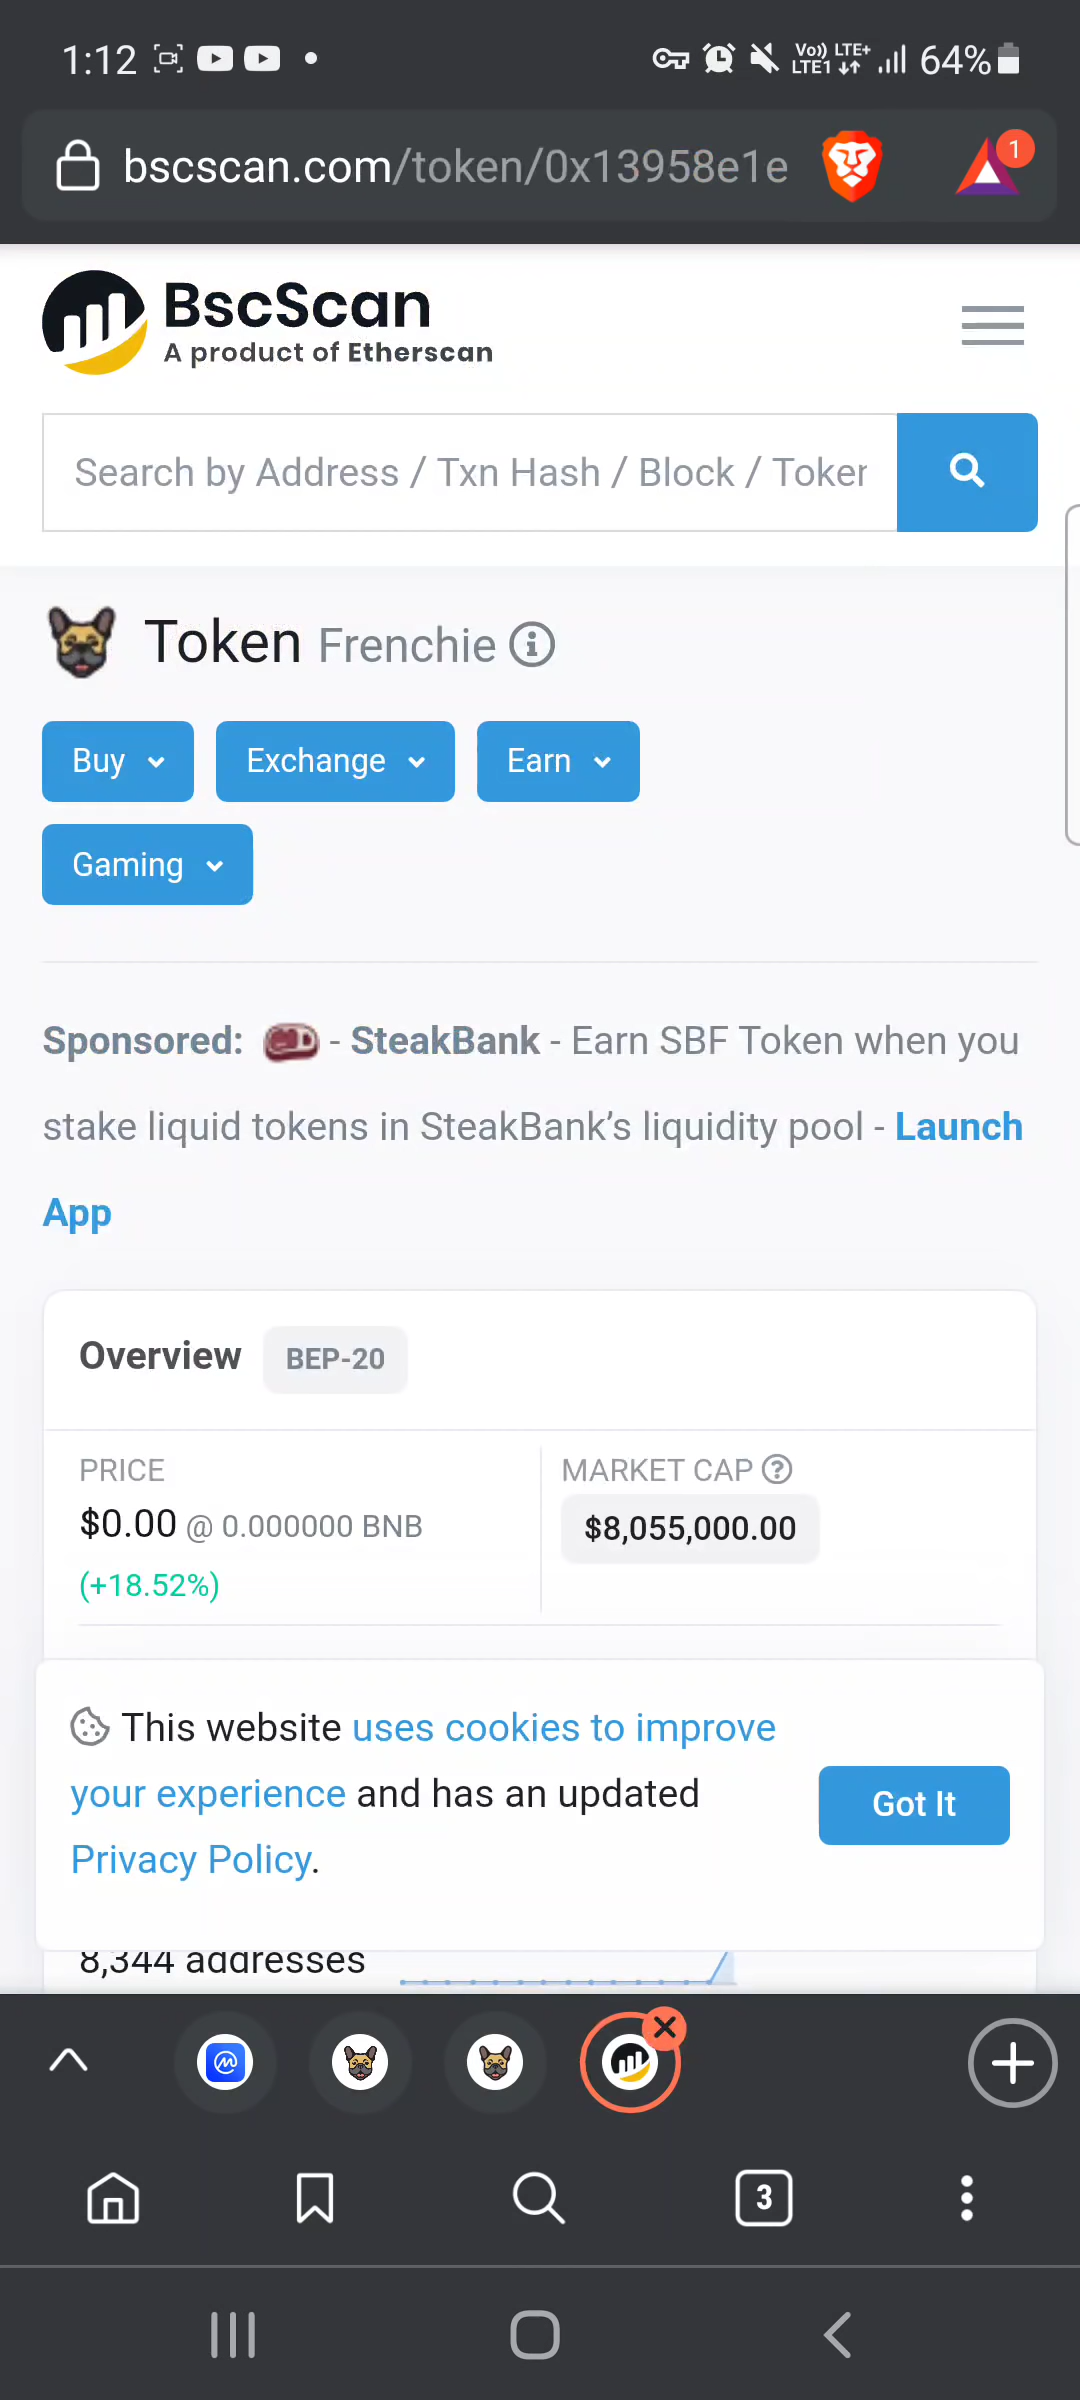 1:12
Vo)) LTE+
LTE1
64%
bscscan.com/token/0x13958e1e
1
BscScan
A product of Etherscan
Search by Address / Txn Hash / Block / Token
Token Frenchie
Buy
Exchange
Earn
Gaming
Sponsored: - SteakBank - Earn SBF Token when you
stake liquid tokens in SteakBank’s liquidity pool - Launch
App
Overview
BEP-20
PRICE
$0.00 @ 0.000000 BNB
(+18.52%)
MARKET CAP
$8,055,000.00
This website uses cookies to improve
your experience and has an updated
Privacy Policy.
Got It
8,344 addresses
3